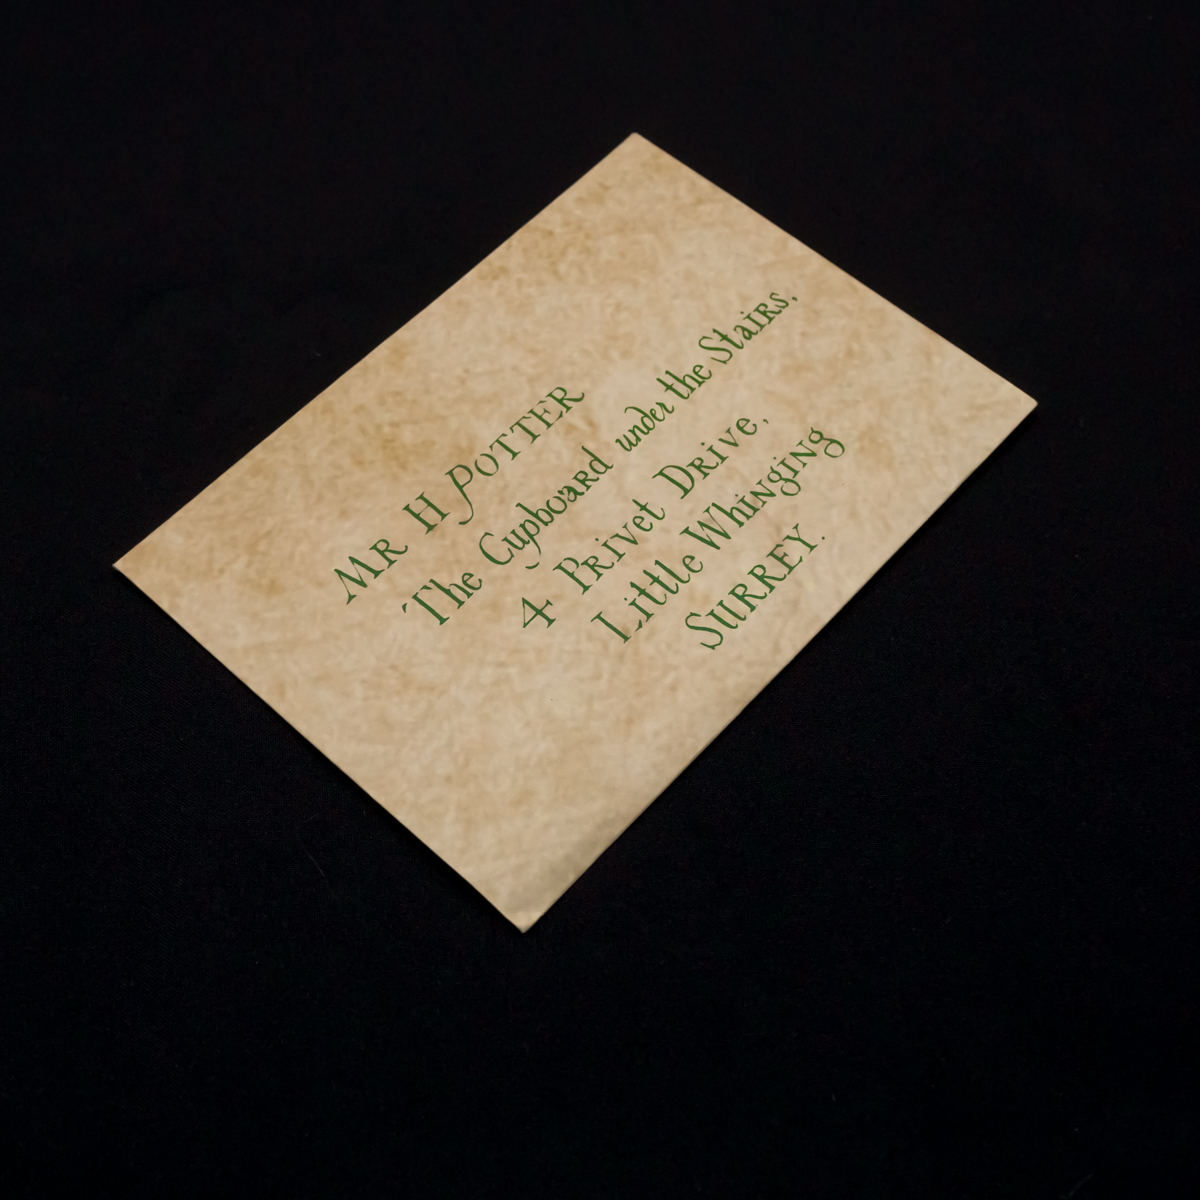 MR H POTTER
The Cupboard under the Stairs,
4 Privet Drive,
Little Whinging
SURREY.